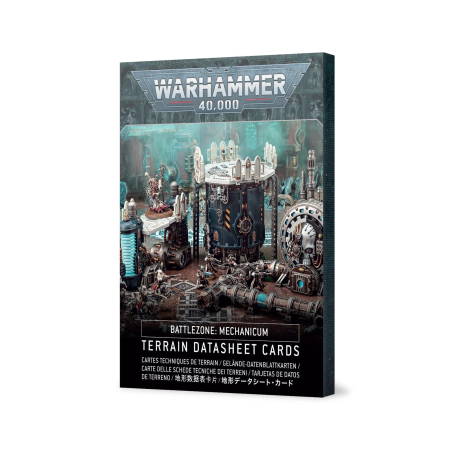 WARHAMMER
40,000
BATTLEZONE: MECHANICUM
TERRAIN DATASHEET CARDS
CARTES TECHNIQUES DE TERRAIN / GELÄNDE-DATENBLATTKARTEN /
CARTE DELLE SCHEDE TECNICHE DEI TERRENI / TARJETAS DE DATOS
DE TERRENO / 地形数据表卡片 / 地形データシート・カード